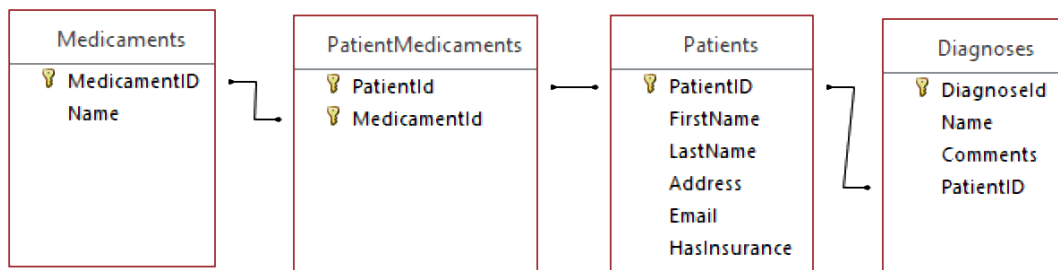 Medicaments
MedicamentID
Name
PatientMedicaments
PatientId
MedicamentId
Patients
PatientID
FirstName
LastName
Address
Email
HasInsurance
Diagnoses
DiagnoseId
Name
Comments
PatientID